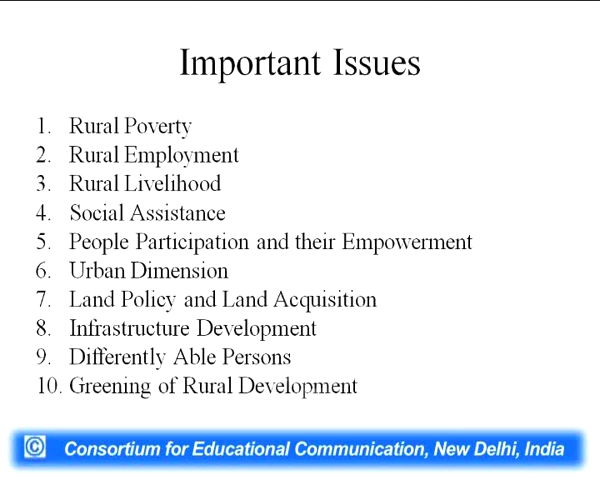 Important Issues
1. Rural Poverty
2. Rural Employment
3. Rural Livelihood
4. Social Assistance
5. People Participation and their Empowerment
6. Urban Dimension
7. Land Policy and Land Acquisition
8. Infrastructure Development
9. Differently Able Persons
10. Greening of Rural Development
© Consortium for Educational Communication, New Delhi, India